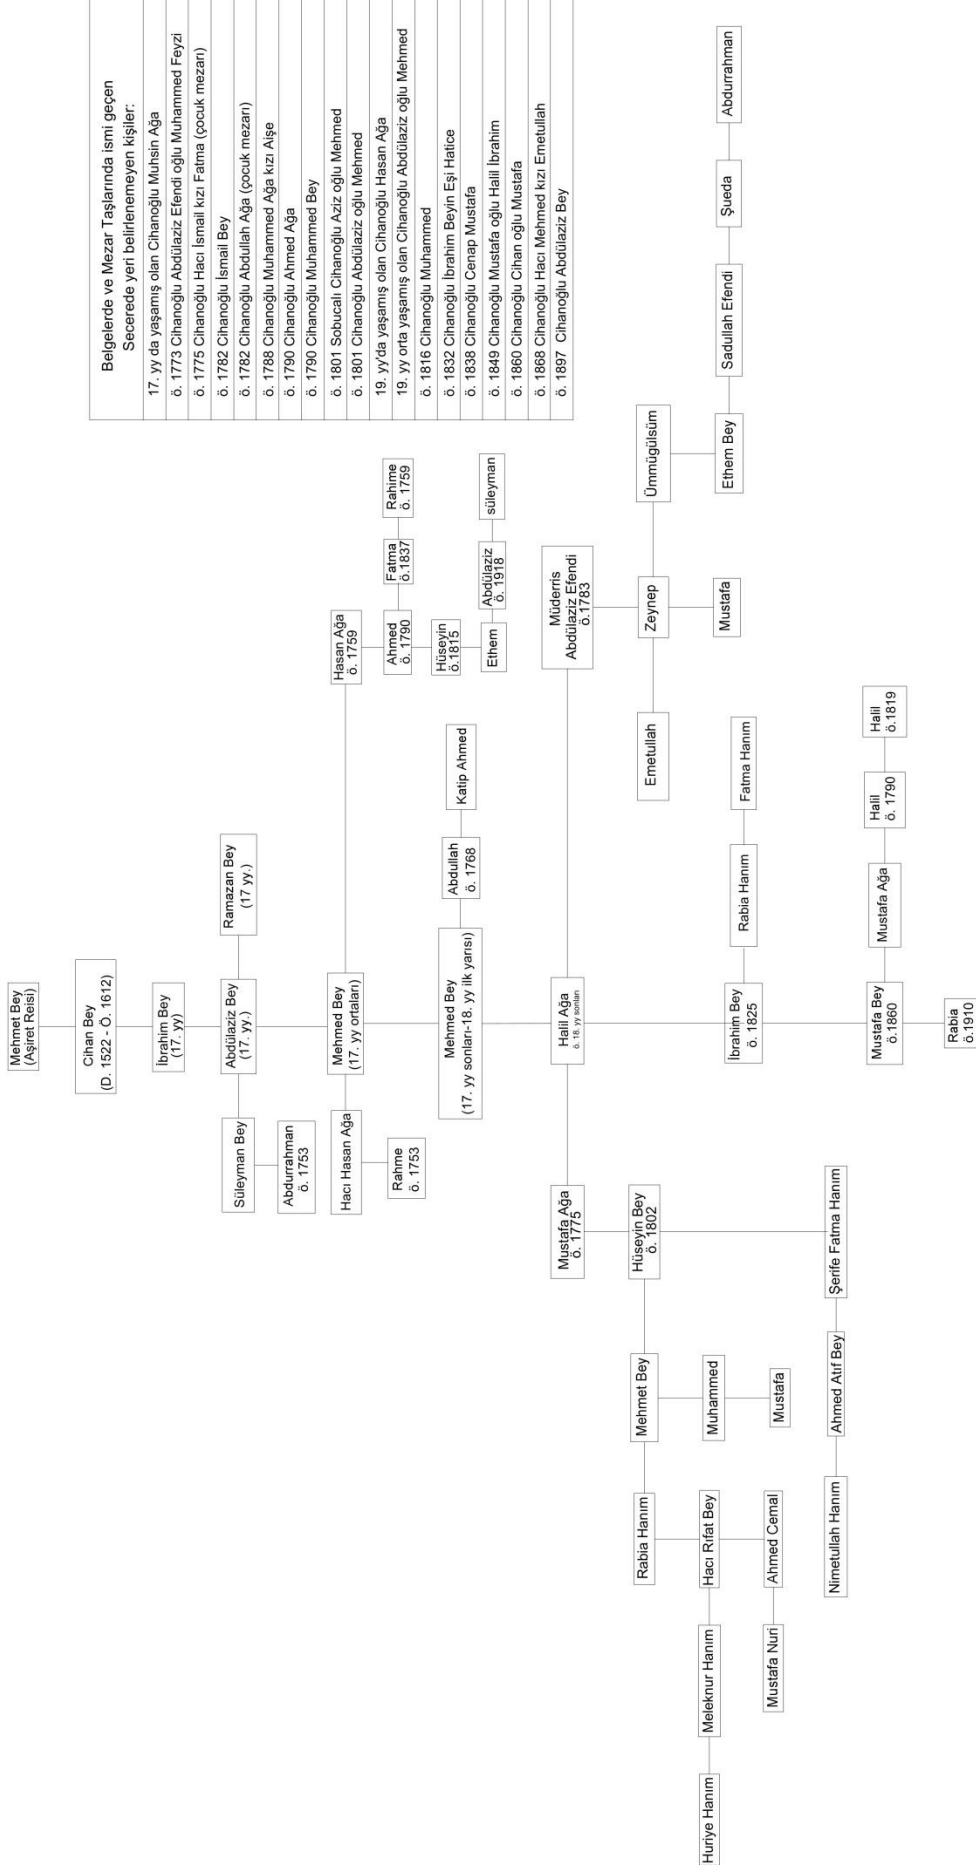 Belgelerde ve Mezar Taşlarında ismi geçen
Secerede yeri belirlenemeyen kişiler:
17. yy da yaşamış olan Cihanoğlu Muhsin Ağa
ö. 1773 Cihanoğlu Abdülaziz Efendi oğlu Muhammed Feyzi
ö. 1775 Cihanoğlu Hacı İsmail kızı Fatma (çocuk mezarı)
ö. 1782 Cihanoğlu İsmail Bey
ö. 1782 Cihanoğlu Abdullah Ağa (çocuk mezarı)
ö. 1788 Cihanoğlu Muhammed Ağa kızı Aişe
ö. 1790 Cihanoğlu Ahmed Ağa
ö. 1790 Cihanoğlu Muhammed Bey
ö. 1801 Sobucalı Cihanoğlu Aziz oğlu Mehmed
ö. 1801 Cihanoğlu Abdülaziz oğlu Mehmed
19. yy'da yaşamış olan Cihanoğlu Hasan Ağa
19. yy orta yaşamış olan Cihanoğlu Abdülaziz oğlu Mehmed
ö. 1816 Cihanoğlu Muhammed
ö. 1832 Cihanoğlu İbrahim Beyin Eşi Hatice
ö. 1838 Cihanoğlu Cenap Mustafa
ö. 1849 Cihanoğlu Mustafa oğlu Halil İbrahim
ö. 1860 Cihanoğlu Cihan oğlu Mustafa
ö. 1868 Cihanoğlu Hacı Mehmed kızı Emetullah
ö. 1897 Cihanoğlu Abdülaziz Bey
Mehmet Bey
(Aşiret Reisi)
Cihan Bey
(D. 1522 - Ö. 1612)
İbrahim Bey
(17. yy)
Süleyman Bey
Abdülaziz Bey
(17. yy.)
Ramazan Bey
(17 yy.)
Abdurrahman
ö. 1753
Hacı Hasan Ağa
Mehmed Bey
(17. yy ortaları)
Hasan Ağa
ö. 1759
Rahme
ö. 1753
Ahmed
ö. 1790
Fatma
ö.1837
Rahime
ö. 1759
Hüseyin
ö.1815
Mehmed Bey
(17. yy sonları-18. yy ilk yarısı)
Abdullah
ö. 1768
Katip Ahmed
Ethem
Abdülaziz
ö. 1918
süleyman
Mustafa Ağa
ö. 1775
Halil Ağa
ö. 18. yy sonları
Müderris
Abdülaziz Efendi
ö.1783
Rabia Hanım
Mehmet Bey
Hüseyin Bey
ö. 1802
Emetullah
Zeynep
Ümmügülsüm
Huriye Hanım
Meleknur Hanım
Hacı Rıfat Bey
Muhammed
İbrahim Bey
ö. 1825
Rabia Hanım
Fatma Hanım
Mustafa
Ethem Bey
Sadullah Efendi
Şueda
Abdurrahman
Mustafa Nuri
Ahmed Cemal
Mustafa
Nimetullah Hanım
Ahmed Atıf Bey
Şerife Fatma Hanım
Mustafa Bey
ö.1860
Mustafa Ağa
Halil
ö. 1790
Halil
ö.1819
Rabia
ö.1910